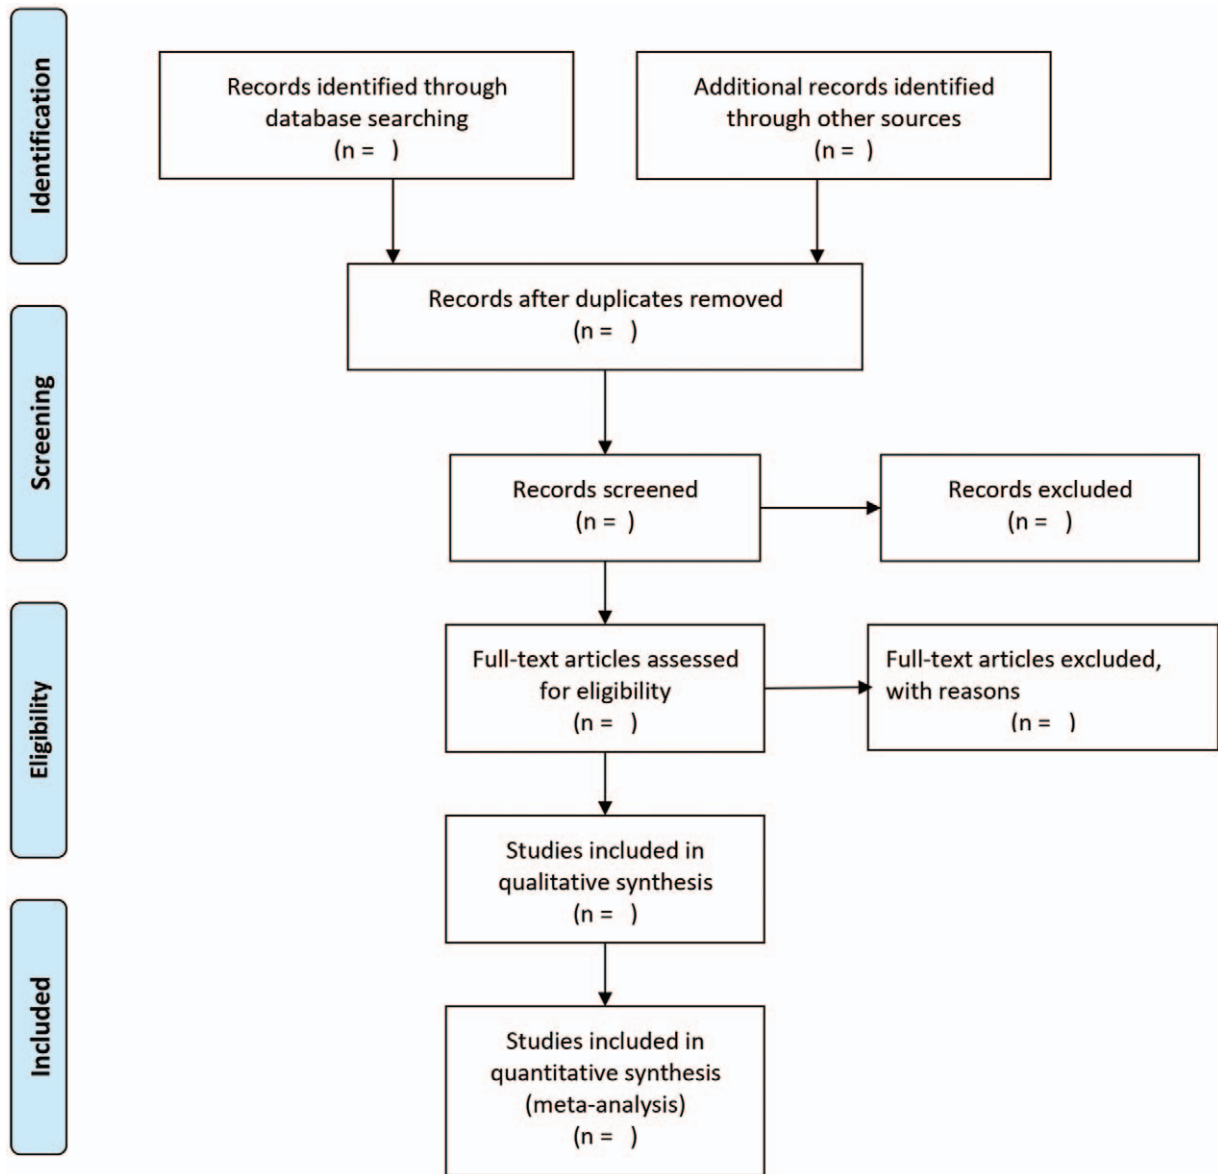 Identification
Records identified through
database searching
(n =   )
Additional records identified
through other sources
(n =   )
Records after duplicates removed
(n =   )
Screening
Records screened
(n =   )
Records excluded
(n =   )
Eligibility
Full-text articles assessed
for eligibility
(n =   )
Full-text articles excluded,
with reasons
(n =   )
Studies included in
qualitative synthesis
(n =   )
Included
Studies included in
quantitative synthesis
(meta-analysis)
(n =   )